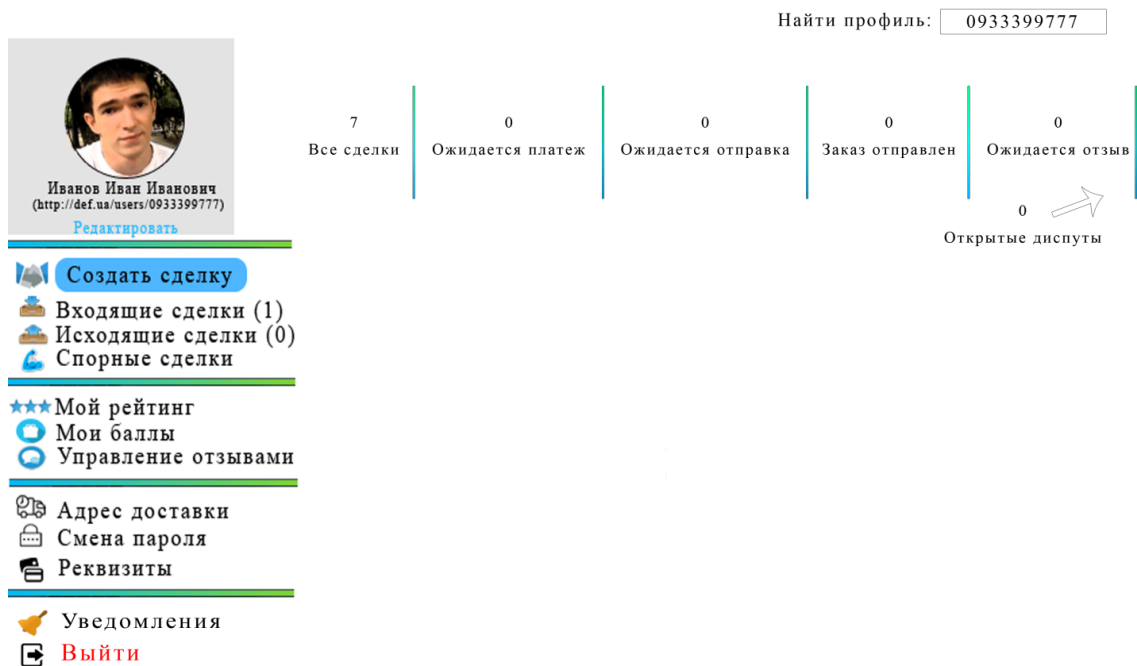 Найти профиль: 0933399777
7 0 0 0 0
Все сделки Ожидается платеж Ожидается отправка Заказ отправлен Ожидается отзыв
0
Открытые диспуты
Иванов Иван Иванович
(http://def.ua/users/0933399777)
Редактировать
Создать сделку
Входящие сделки (1)
Исходящие сделки (0)
Спорные сделки
Мой рейтинг
Мои баллы
Управление отзывами
Адрес доставки
Смена пароля
Реквизиты
Уведомления
Выйти